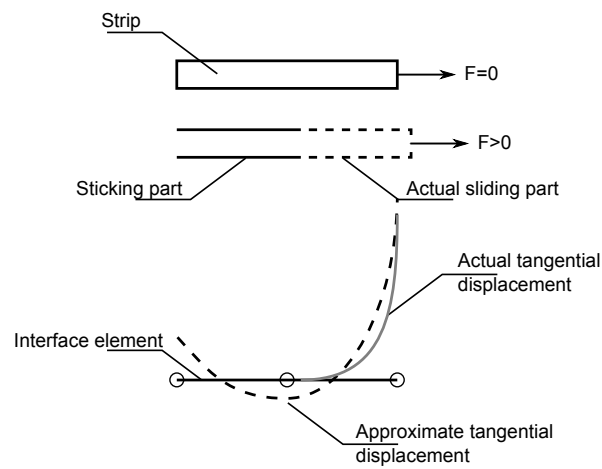 Strip
F=0
F>0
Sticking part
Actual sliding part
Actual tangential
displacement
Interface element
Approximate tangential
displacement